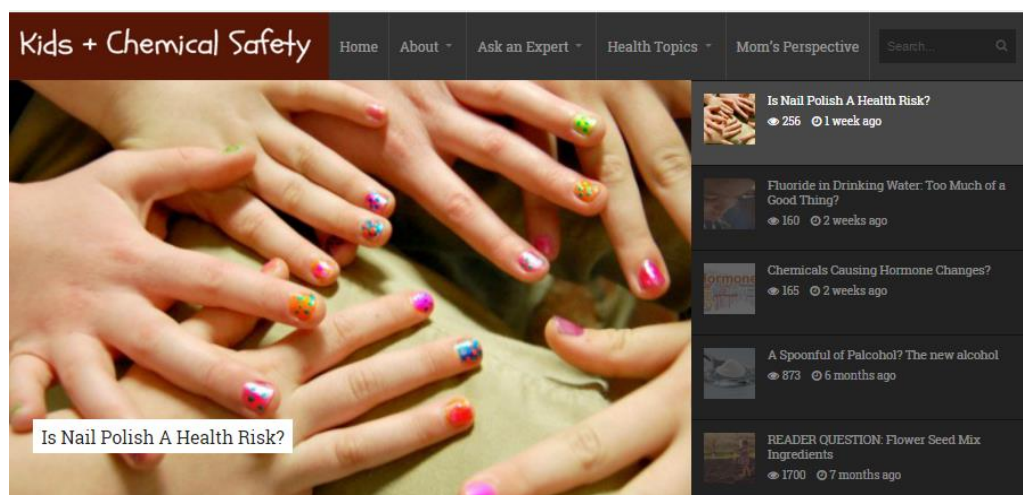 Kids + Chemical Safety
Home
About
Ask an Expert
Health Topics
Mom's Perspective
Search...
Is Nail Polish A Health Risk?
256 1 week ago
Fluoride in Drinking Water: Too Much of a
Good Thing?
160 2 weeks ago
Chemicals Causing Hormone Changes?
165 2 weeks ago
A Spoonful of Palcohol? The new alcohol
873 6 months ago
READER QUESTION: Flower Seed Mix
Ingredients
1700 7 months ago
Is Nail Polish A Health Risk?